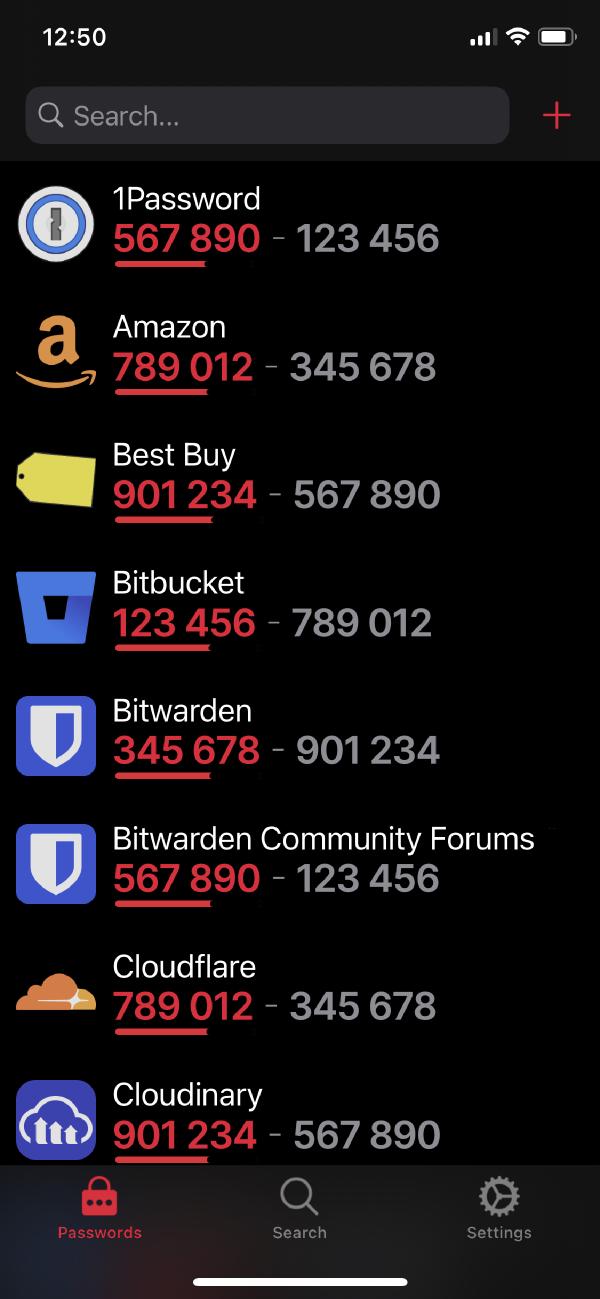 12:50
Search...
1Password
567 890 - 123 456
Amazon
789 012 - 345 678
Best Buy
901 234 - 567 890
Bitbucket
123 456 - 789 012
Bitwarden
345 678 - 901 234
Bitwarden Community Forums
567 890 - 123 456
Cloudflare
789 012 - 345 678
Cloudinary
901 234 - 567 890
Passwords
Search
Settings